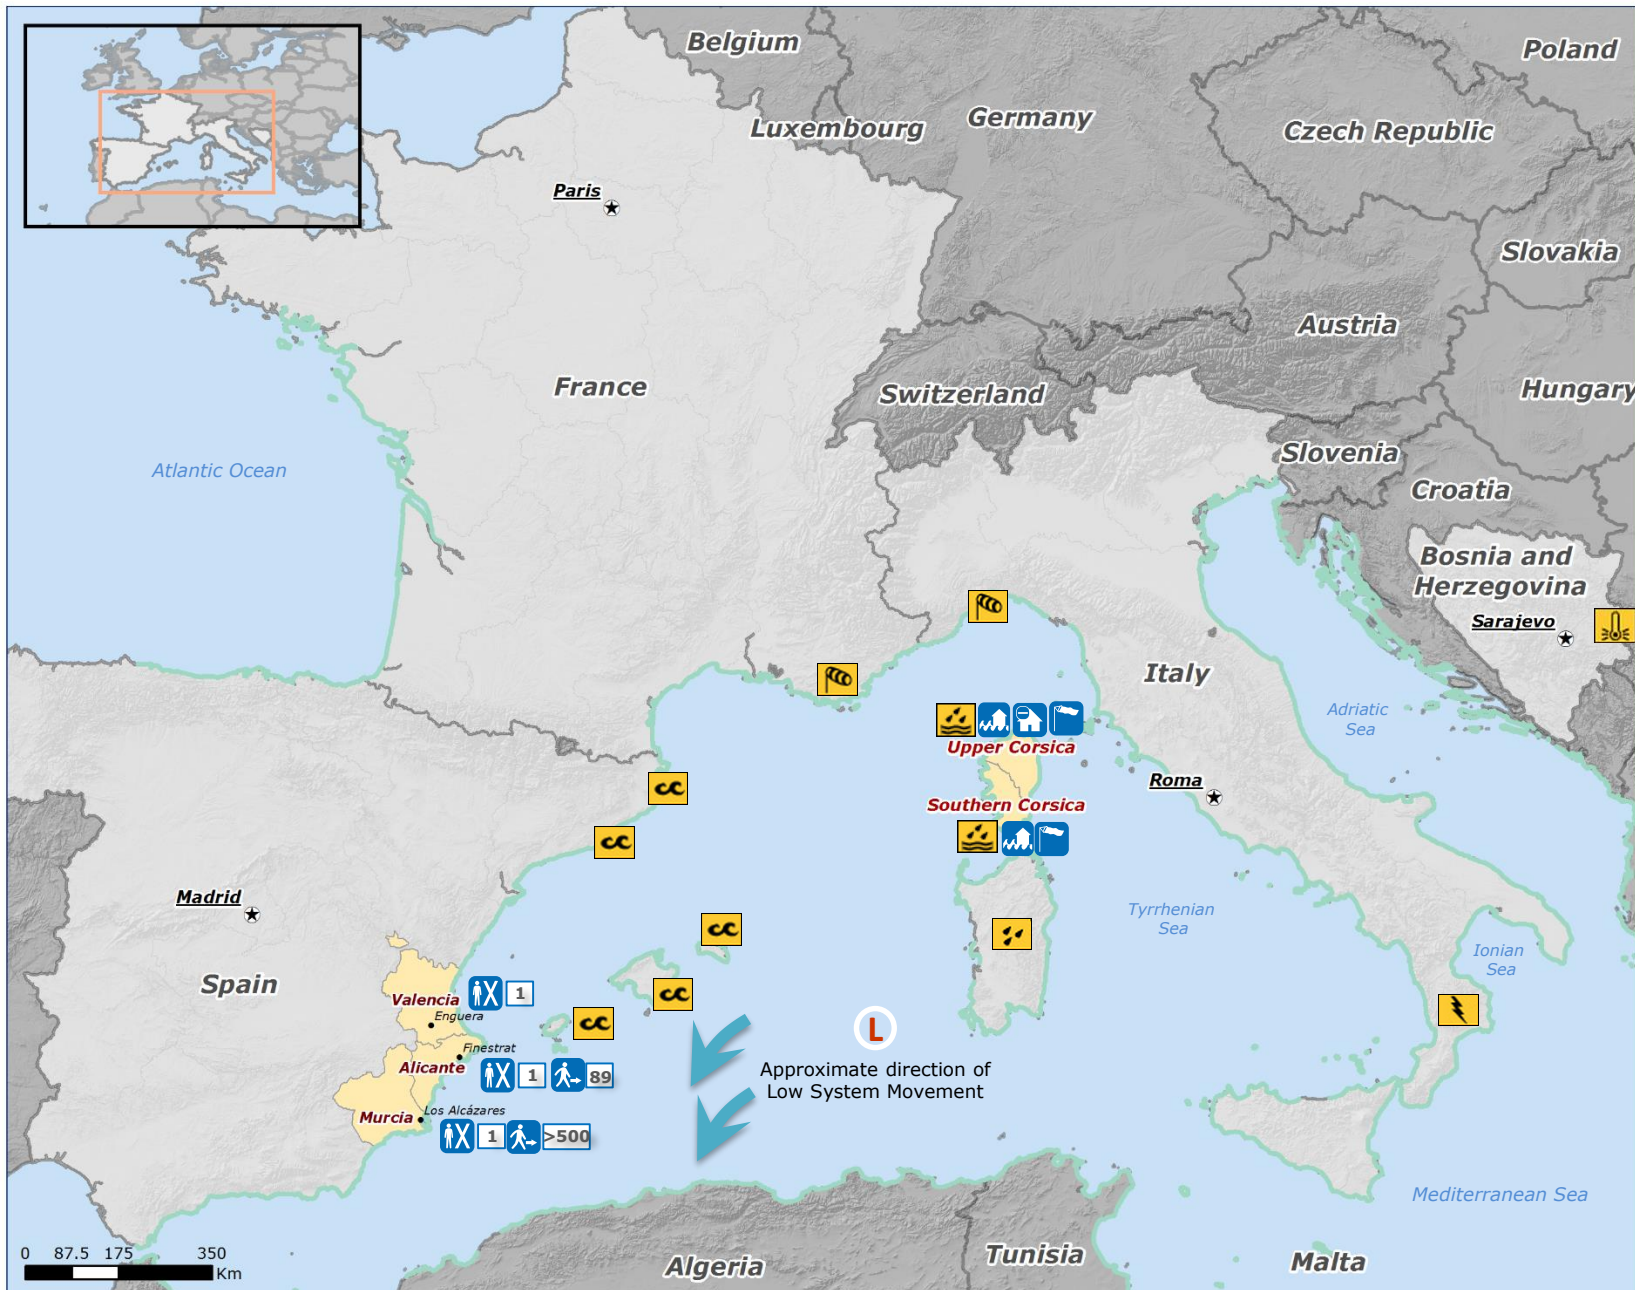 Belgium
Poland
Luxembourg
Germany
Czech Republic
Paris
Slovakia
Austria
France
Switzerland
Hungary
Atlantic Ocean
Slovenia
Croatia
Bosnia and
Herzegovina
Sarajevo
Italy
Adriatic
Sea
Upper Corsica
Roma
Southern Corsica
Madrid
Tyrrhenian
Sea
Ionian
Sea
Spain
Valencia
1
Enguera
L
Finestrat
Alicante
1
89
Approximate direction of
Low System Movement
Los Alcázares
Murcia
1
>500
Mediterranean Sea
0 87.5 175 350
Km
Algeria
Tunisia
Malta